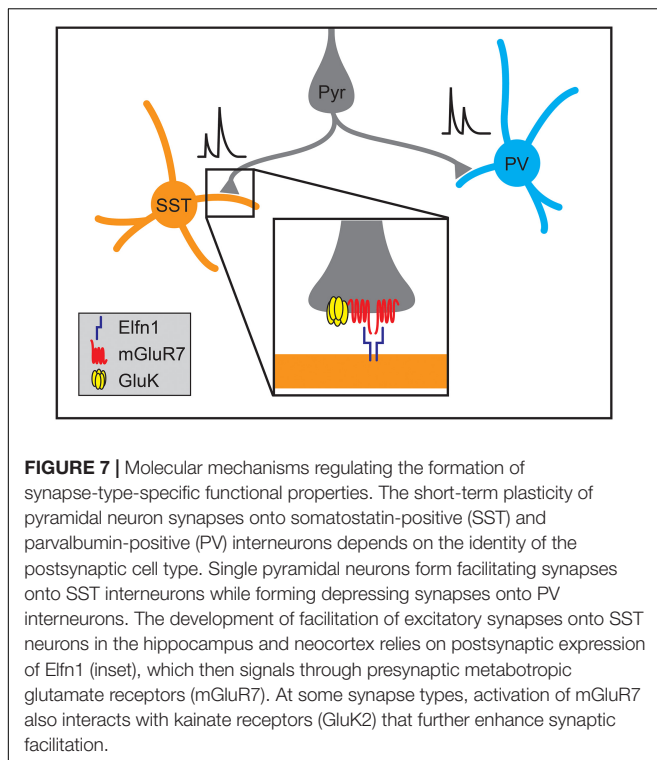 Pyr
PV
SST
Elfn1
mGluR7
GluK
FIGURE 7 | Molecular mechanisms regulating the formation of
synapse-type-specific functional properties. The short-term plasticity of
pyramidal neuron synapses onto somatostatin-positive (SST) and
parvalbumin-positive (PV) interneurons depends on the identity of the
postsynaptic cell type. Single pyramidal neurons form facilitating synapses
onto SST interneurons while forming depressing synapses onto PV
interneurons. The development of facilitation of excitatory synapses onto SST
neurons in the hippocampus and neocortex relies on postsynaptic expression
of Elfn1 (inset), which then signals through presynaptic metabotropic
glutamate receptors (mGluR7). At some synapse types, activation of mGluR7
also interacts with kainate receptors (GluK2) that further enhance synaptic
facilitation.